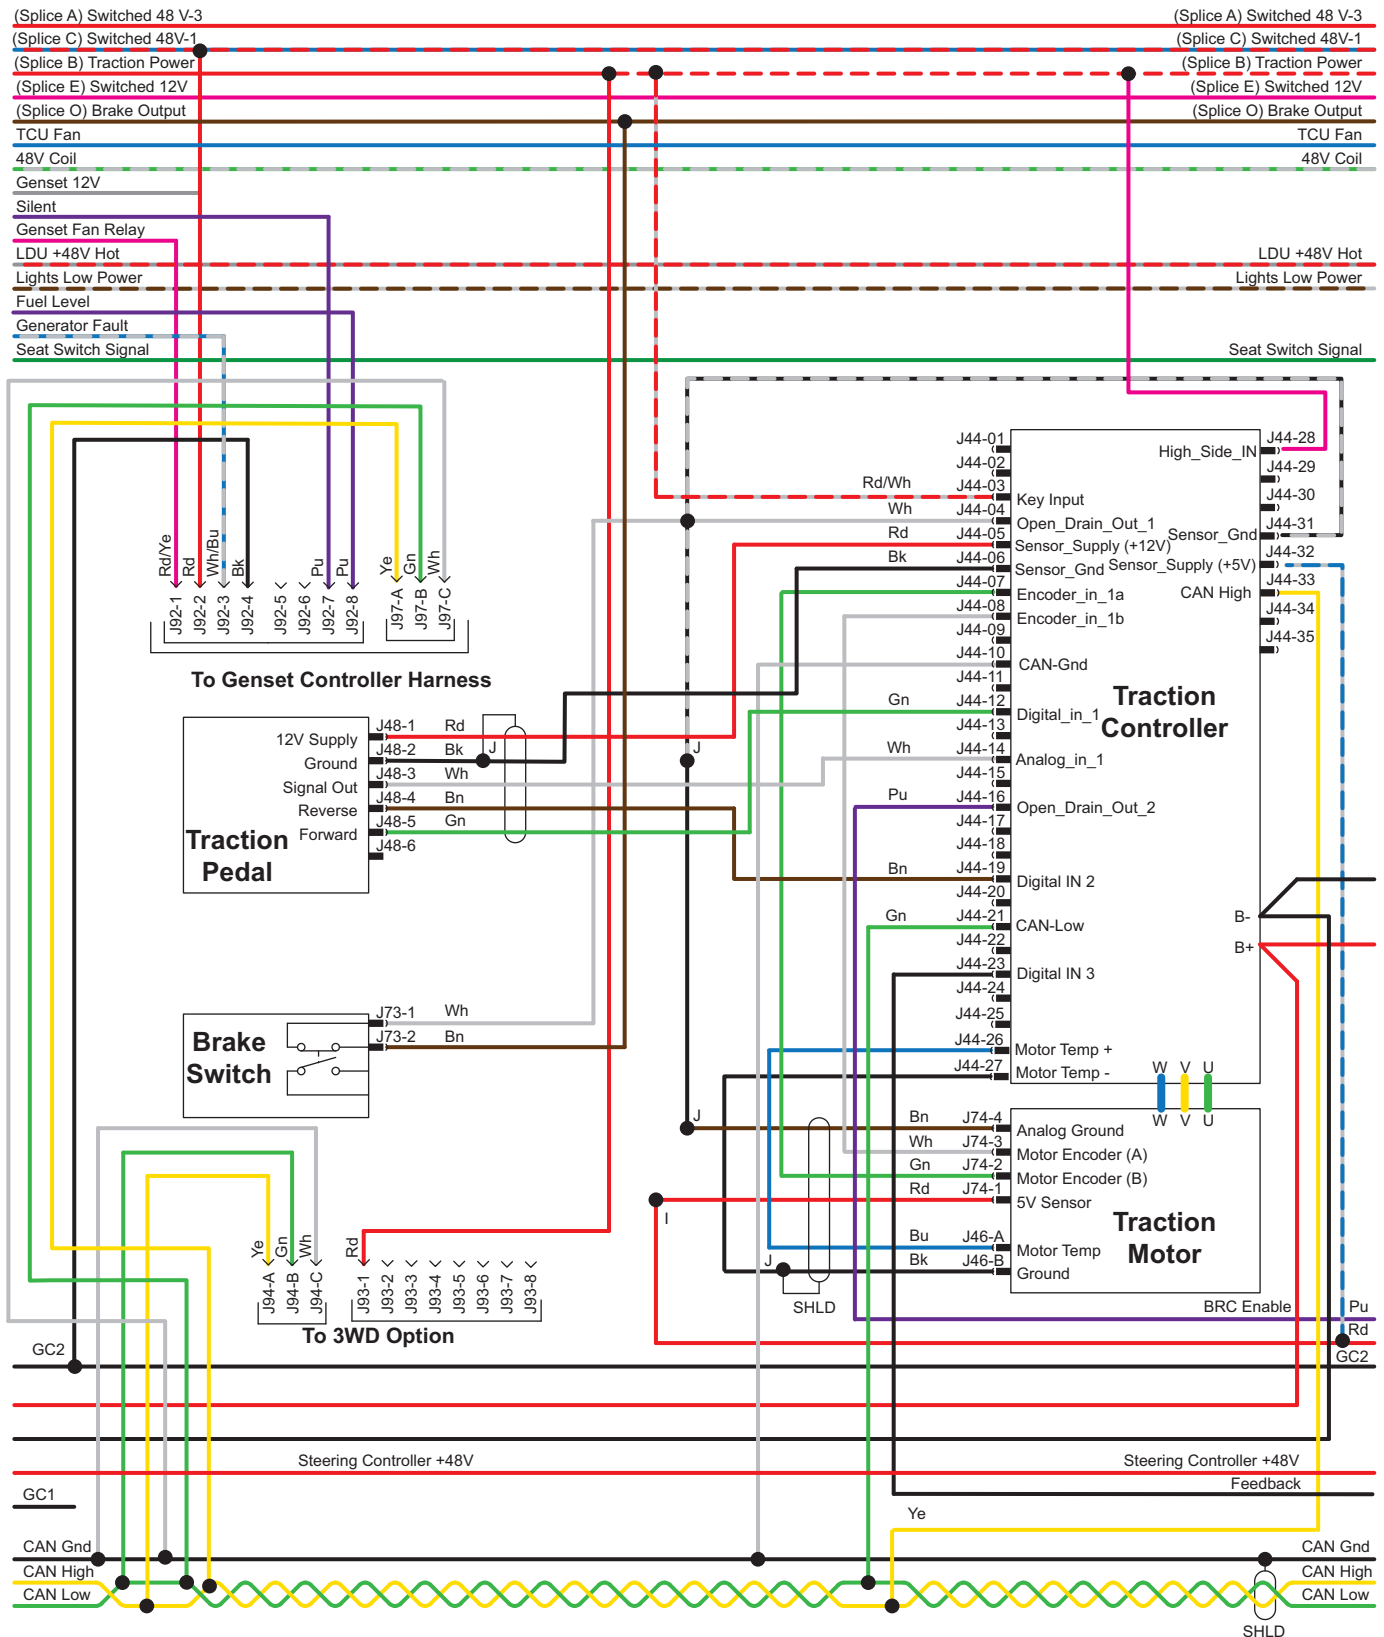 (Splice A) Switched 48 V-3
(Splice A) Switched 48 V-3
(Splice C) Switched 48V-1
(Splice C) Switched 48V-1
(Splice B) Traction Power
(Splice B) Traction Power
(Splice E) Switched 12V
(Splice E) Switched 12V
(Splice O) Brake Output
(Splice O) Brake Output
TCU Fan
TCU Fan
48V Coil
48V Coil
Genset 12V
Silent
Genset Fan Relay
LDU +48V Hot
LDU +48V Hot
Lights Low Power
Lights Low Power
Fuel Level
Generator Fault
Seat Switch Signal
Seat Switch Signal
Rd/Ye
Rd
Wh/Bu
Bk
Pu
Pu
Ye
Gn
Wh
J92-1
J92-2
J92-3
J92-4
J92-5
J92-6
J92-7
J92-8
J97-A
J97-B
J97-C
To Genset Controller Harness
Traction Pedal
12V Supply
Ground
Signal Out
Reverse
Forward
J48-1
J48-2
J48-3
J48-4
J48-5
J48-6
Rd
Bk
Wh
Bn
Gn
J
Brake Switch
J73-1
J73-2
Wh
Bn
Rd/Wh
Wh
Rd
Bk
Gn
Wh
Pu
Bn
Gn
J
J44-01
J44-02
J44-03
J44-04
J44-05
J44-06
J44-07
J44-08
J44-09
J44-10
J44-11
J44-12
J44-13
J44-14
J44-15
J44-16
J44-17
J44-18
J44-19
J44-20
J44-21
J44-22
J44-23
J44-24
J44-25
J44-26
J44-27
Key Input
Open_Drain_Out_1
Sensor_Supply (+12V)
Sensor_Gnd
Encoder_in_1a
Encoder_in_1b
CAN-Gnd
Digital_in_1
Analog_in_1
Open_Drain_Out_2
Digital IN 2
CAN-Low
Digital IN 3
Motor Temp +
Motor Temp -
Traction Controller
High_Side_IN
Sensor_Gnd
Sensor_Supply (+5V)
CAN High
B-
B+
J44-28
J44-29
J44-30
J44-31
J44-32
J44-33
J44-34
J44-35
W V U
W V U
J
Bn
Wh
Gn
Rd
Bu
Bk
J74-4
J74-3
J74-2
J74-1
J46-A
J46-B
Analog Ground
Motor Encoder (A)
Motor Encoder (B)
5V Sensor
Motor Temp
Ground
Traction Motor
I
J
SHLD
Ye
Gn
Wh
Rd
J94-A
J94-B
J94-C
J93-1
J93-2
J93-3
J93-4
J93-5
J93-6
J93-7
J93-8
To 3WD Option
BRC Enable
Pu
Rd
GC2
GC2
Steering Controller +48V
Steering Controller +48V
GC1
Feedback
Ye
CAN Gnd
CAN Gnd
CAN High
CAN High
CAN Low
CAN Low
SHLD